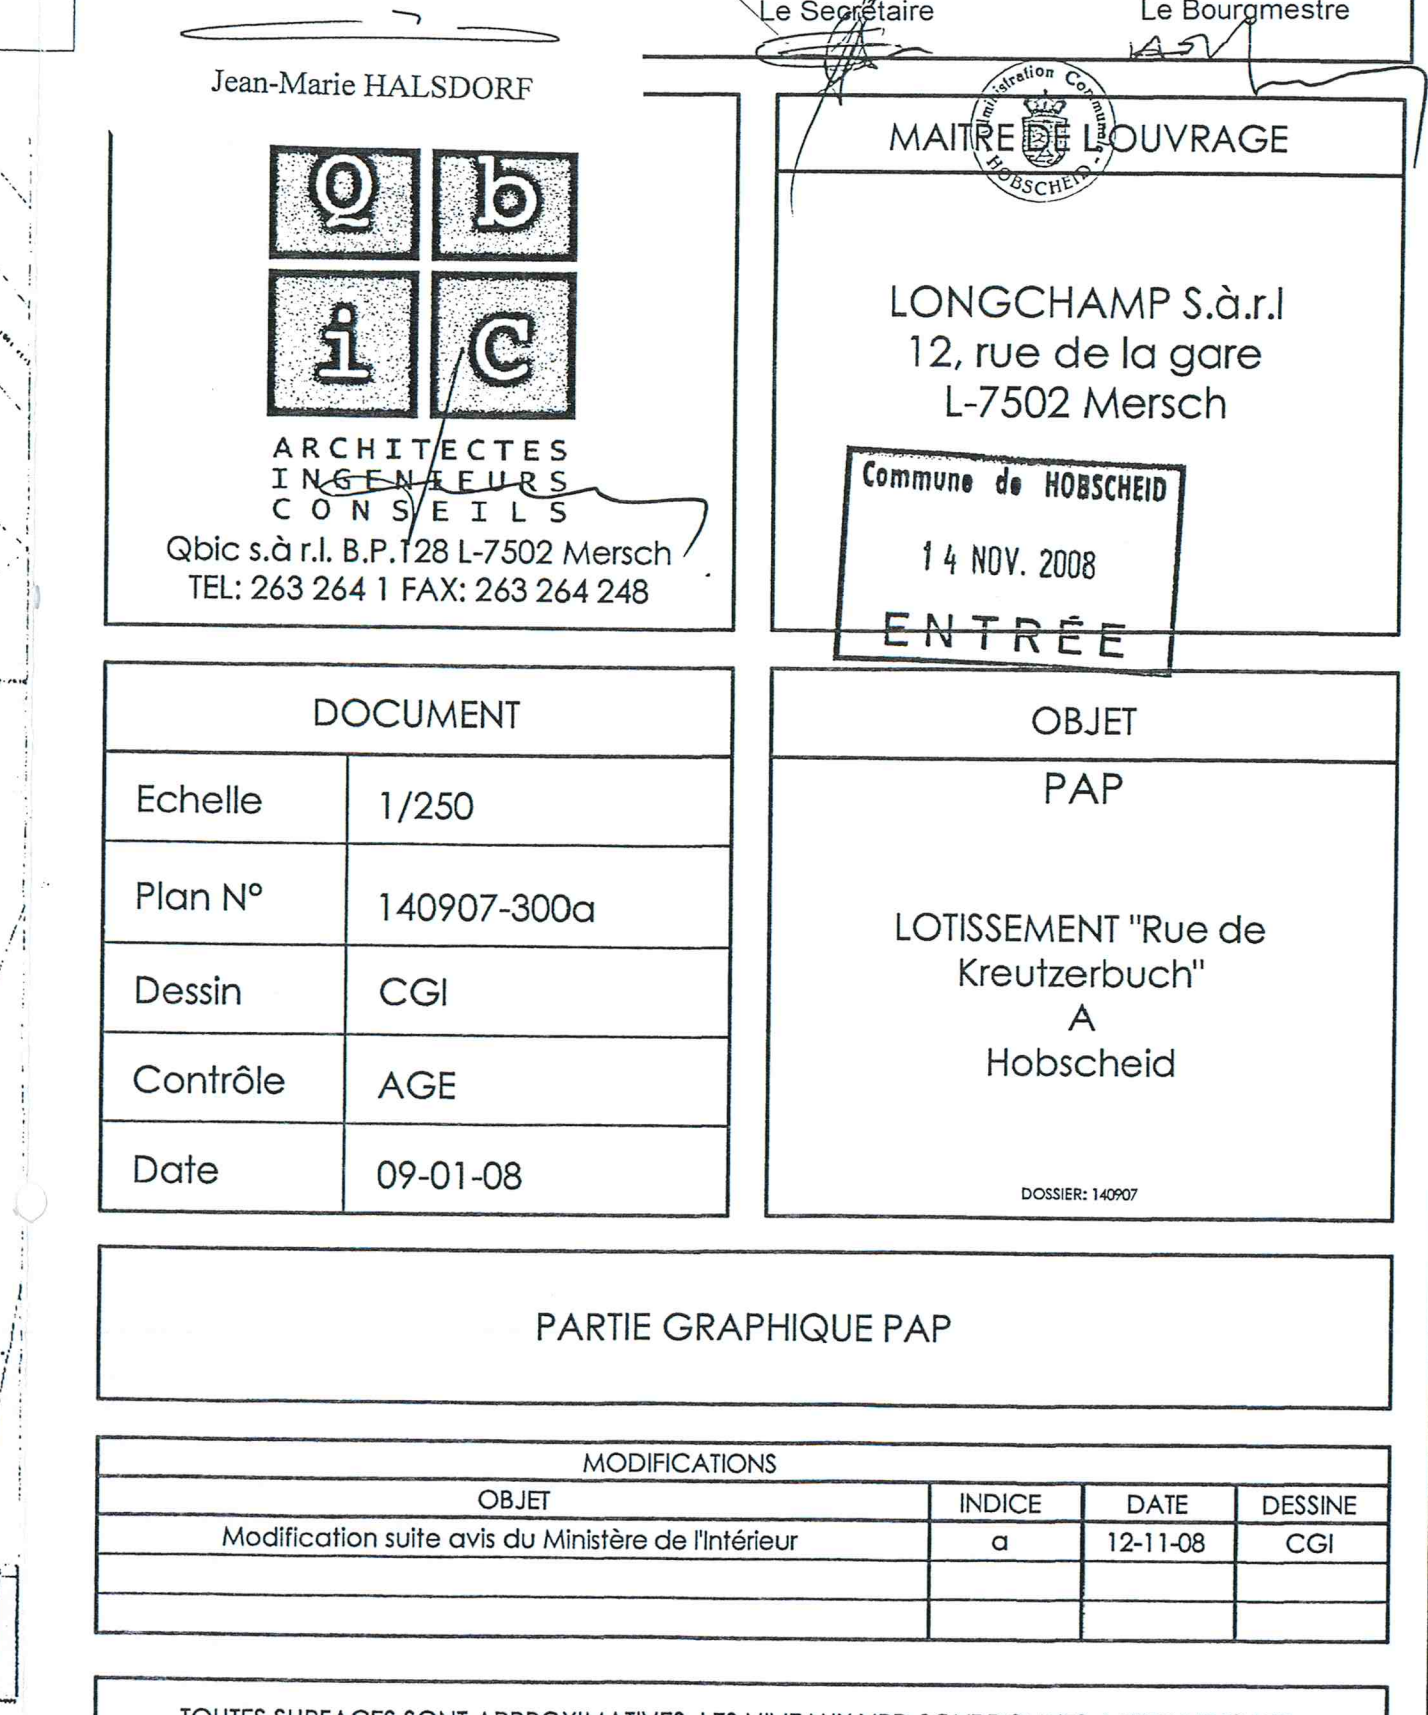 Le Secrétaire
Le Bourgmestre
Jean-Marie HALSDORF
Administration Communale - HOBSCHEID
Q b
i C
ARCHITECTES
INGENIEURS
CONSEILS
Qbic s.à r.l. B.P.128 L-7502 Mersch
TEL: 263 264 1 FAX: 263 264 248
MAITRE DE L'OUVRAGE
LONGCHAMP S.à.r.l
12, rue de la gare
L-7502 Mersch
Commune de HOBSCHEID
14 NOV. 2008
ENTRÉE
DOCUMENT
Echelle 1/250
Plan N° 140907-300a
Dessin CGI
Contrôle AGE
Date 09-01-08
OBJET
PAP
LOTISSEMENT "Rue de
Kreutzerbuch"
A
Hobscheid
DOSSIER: 140907
PARTIE GRAPHIQUE PAP
MODIFICATIONS
OBJET INDICE DATE DESSINE
Modification suite avis du Ministère de l'Intérieur a 12-11-08 CGI
TOUTES SURFACES SONT APPROXIMATIVES